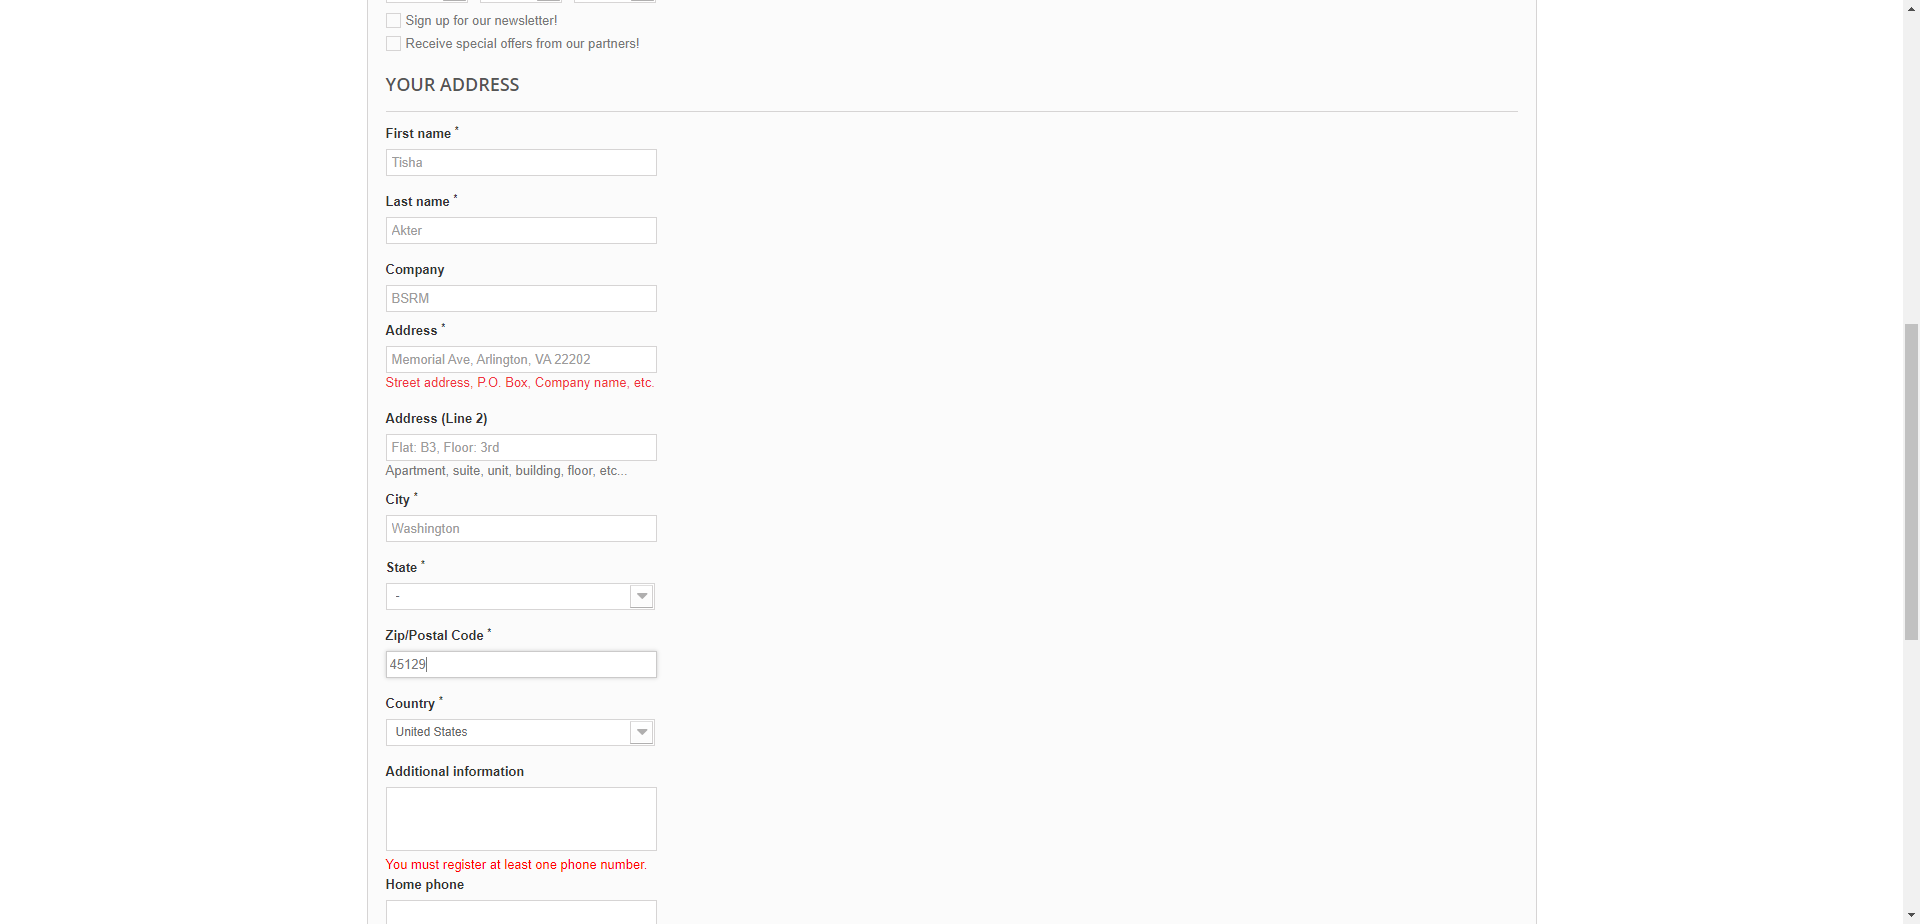 Sign up for our newsletter!
Receive special offers from our partners!
YOUR ADDRESS
First name *
Tisha
Last name *
Akter
Company
BSRM
Address *
Memorial Ave, Arlington, VA 22202
Street address, P.O. Box, Company name, etc.
Address (Line 2)
Flat: B3, Floor: 3rd
Apartment, suite, unit, building, floor, etc...
City *
Washington
State *
-
Zip/Postal Code *
45129
Country *
United States
Additional information
You must register at least one phone number.
Home phone